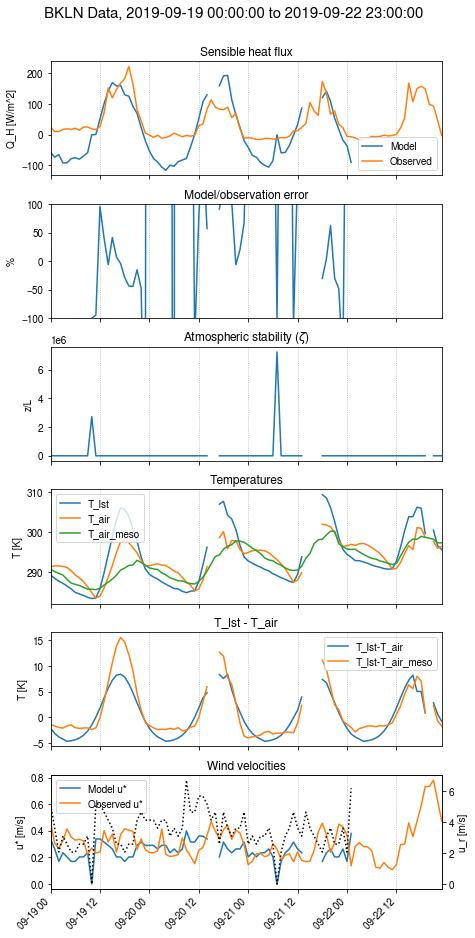 BKLN Data, 2019-09-19 00:00:00 to 2019-09-22 23:00:00
Sensible heat flux
Q_H [W/m^2]
200
100
0
−100
Model
Observed
Model/observation error
%
100
50
0
−50
−100
Atmospheric stability (ζ)
1e6
z/L
6
4
2
0
Temperatures
T [K]
310
300
290
T_lst
T_air
T_air_meso
T_lst - T_air
T [K]
15
10
5
0
−5
T_lst-T_air
T_lst-T_air_meso
Wind velocities
u* [m/s]
0.8
0.6
0.4
0.2
0.0
Model u*
Observed u*
6
4
2
0
u_r [m/s]
09-19 00
09-19 12
09-20 00
09-20 12
09-21 00
09-21 12
09-22 00
09-22 12